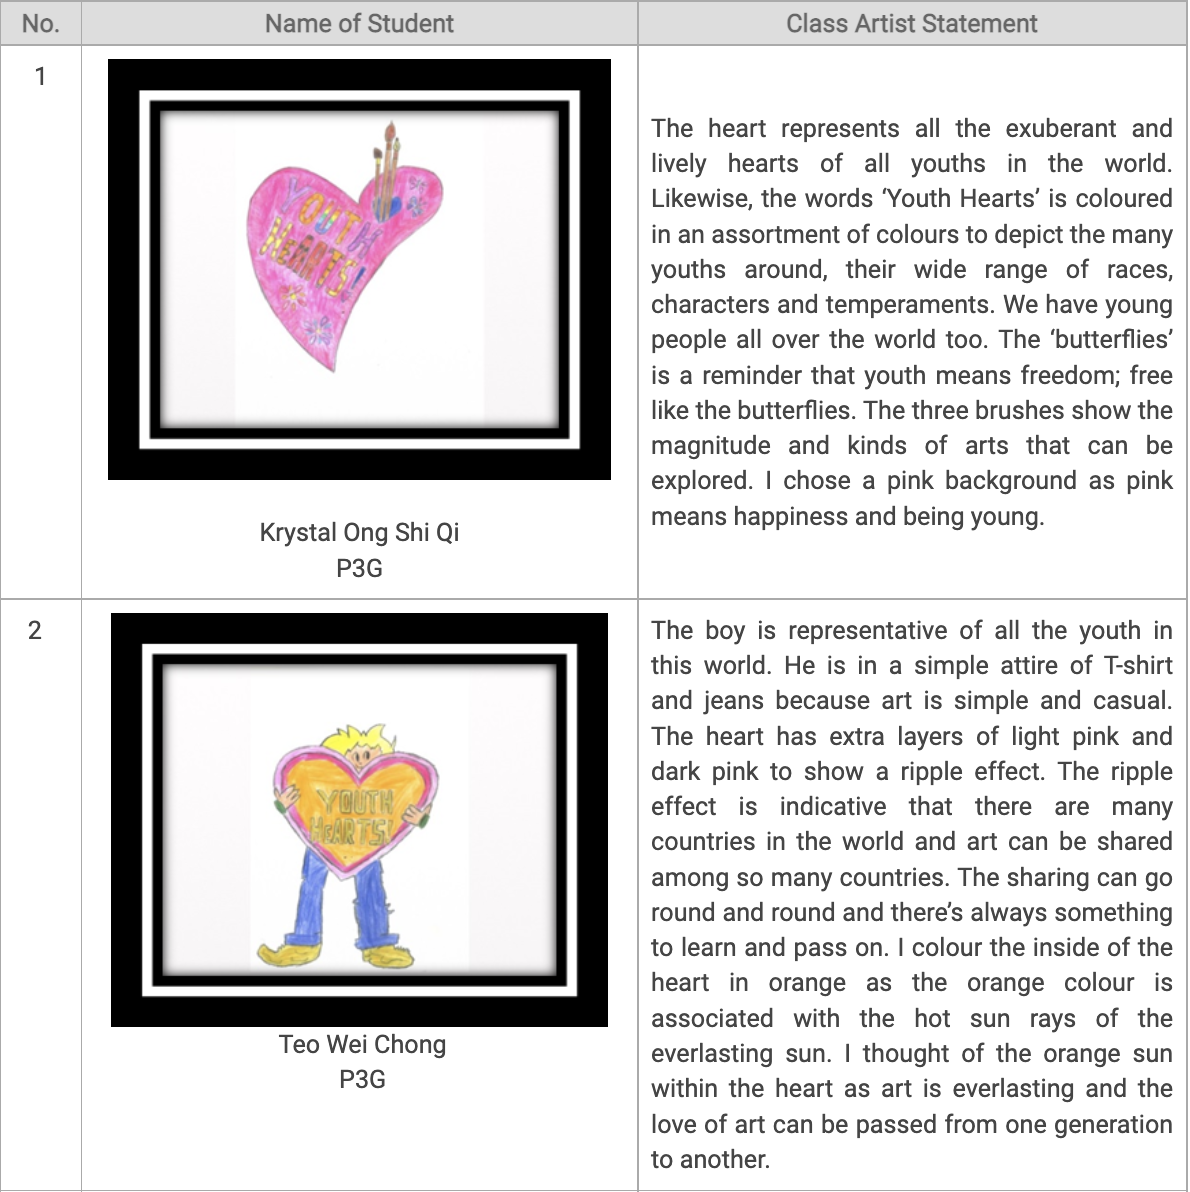 No.
Name of Student
Class Artist Statement
1
YOUTH
HEARTS!
Krystal Ong Shi Qi
P3G
The heart represents all the exuberant and
lively hearts of all youths in the world.
Likewise, the words ‘Youth Hearts’ is coloured
in an assortment of colours to depict the many
youths around, their wide range of races,
characters and temperaments. We have young
people all over the world too. The ‘butterflies’
is a reminder that youth means freedom; free
like the butterflies. The three brushes show the
magnitude and kinds of arts that can be
explored. I chose a pink background as pink
means happiness and being young.
2
YOUTH
HEARTS!
Teo Wei Chong
P3G
The boy is representative of all the youth in
this world. He is in a simple attire of T-shirt
and jeans because art is simple and casual.
The heart has extra layers of light pink and
dark pink to show a ripple effect. The ripple
effect is indicative that there are many
countries in the world and art can be shared
among so many countries. The sharing can go
round and round and there’s always something
to learn and pass on. I colour the inside of the
heart in orange as the orange colour is
associated with the hot sun rays of the
everlasting sun. I thought of the orange sun
within the heart as art is everlasting and the
love of art can be passed from one generation
to another.